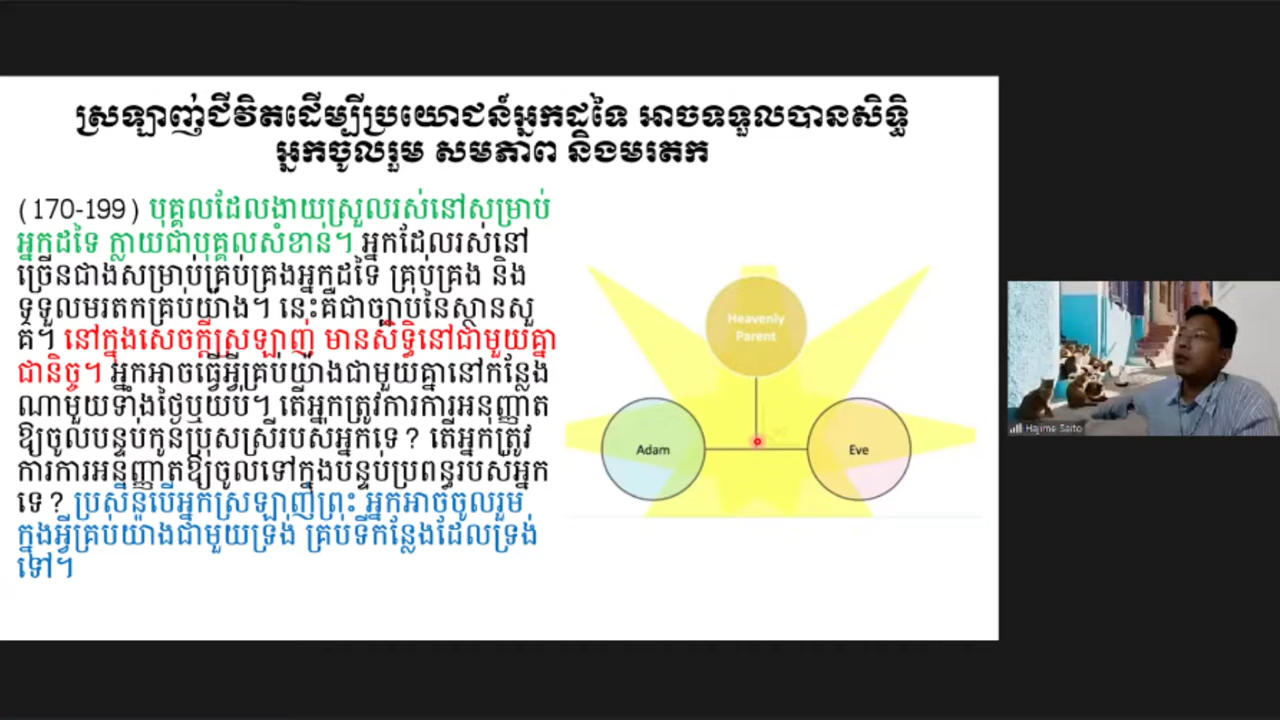 ស្រឡាញ់ជីវិតដើម្បីប្រយោជន៍អ្នកដទៃ អាចទទួលបានសិទ្ធិ
អ្នកចូលរួម សមភាព និងមរតក
(170-199) បុគ្គលដែលងាយស្រួលរស់នៅសម្រាប់
អ្នកដទៃ ក្លាយជាបុគ្គលសំខាន់។ អ្នកដែលរស់នៅ
ច្រើនជាងសម្រាប់គ្រប់គ្រងអ្នកដទៃ គ្រប់គ្រង និង
ទទួលមរតកគ្រប់យ៉ាង។ នេះគឺជាច្បាប់នៃស្ថានសួ
គ៌។ នៅក្នុងសេចក្តីស្រឡាញ់ មានសិទ្ធិនៅជាមួយគ្នា
ជានិច្ច។ អ្នកអាចធ្វើអ្វីគ្រប់យ៉ាងជាមួយគ្នានៅកន្លែង
ណាមួយទាំងថ្ងៃឬយប់។ តើអ្នកត្រូវការការអនុញ្ញាត
ឱ្យចូលបន្ទប់កូនប្រុសស្រីរបស់អ្នកទេ? តើអ្នកត្រូវ
ការការអនុញ្ញាតឱ្យចូលទៅក្នុងបន្ទប់ប្រពន្ធរបស់អ្នក
ទេ? ប្រសិនបើអ្នកស្រឡាញ់ព្រះ អ្នកអាចចូលរួម
ក្នុងអ្វីគ្រប់យ៉ាងជាមួយទ្រង់ គ្រប់ទីកន្លែងដែលទ្រង់
ទៅ។
Heavenly
Parent
Adam
Eve
Hajime Saito